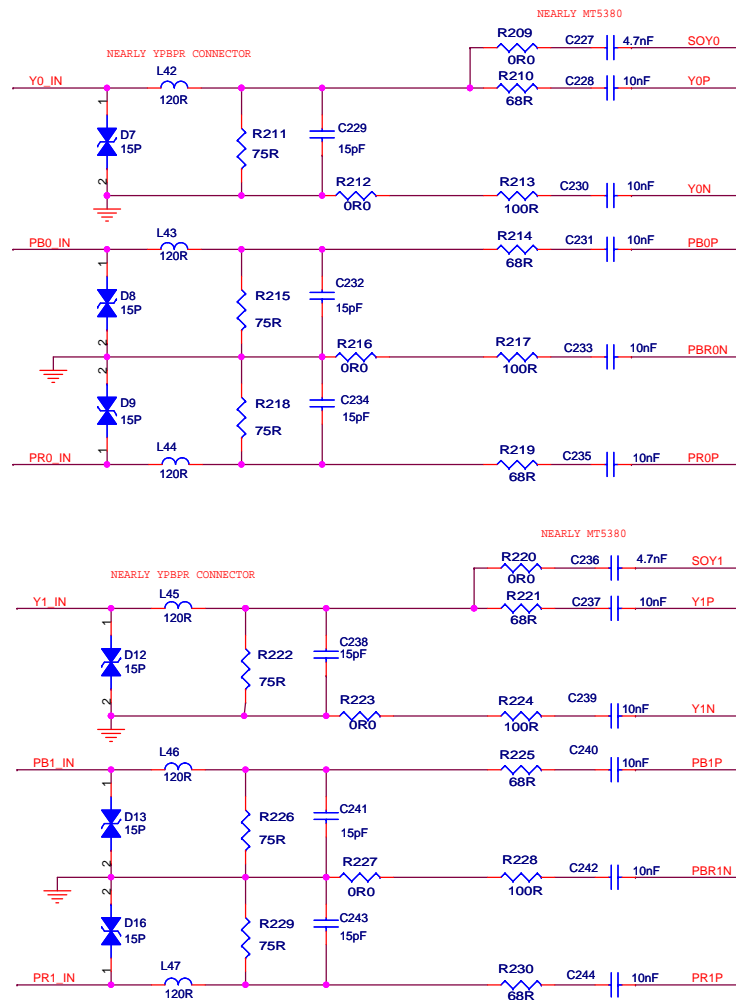 NEARLY MT5380
R209 C227 4.7nF SOY0
0R0
NEARLY YPBPR CONNECTOR
Y0_IN L42 R210 C228 10nF Y0P
120R 68R
1
D7 R211 C229
15P 75R 15pF
2
R212 R213 C230 10nF Y0N
0R0 100R
PB0_IN L43 R214 C231 10nF PB0P
120R 68R
1
D8 R215 C232
15P 75R 15pF
2
R216 R217 C233 10nF PBR0N
0R0 100R
2
D9 R218 C234
15P 75R 15pF
1
PR0_IN L44 R219 C235 10nF PR0P
120R 68R
NEARLY MT5380
R220 C236 4.7nF SOY1
0R0
NEARLY YPBPR CONNECTOR
Y1_IN L45 R221 C237 10nF Y1P
120R 68R
1
D12 R222 C238
15P 75R 15pF
2
R223 R224 C239 10nF Y1N
0R0 100R
PB1_IN L46 R225 C240 10nF PB1P
120R 68R
1
D13 R226 C241
15P 75R 15pF
2
R227 R228 C242 10nF PBR1N
0R0 100R
2
D16 R229 C243
15P 75R 15pF
1
PR1_IN L47 R230 C244 10nF PR1P
120R 68R